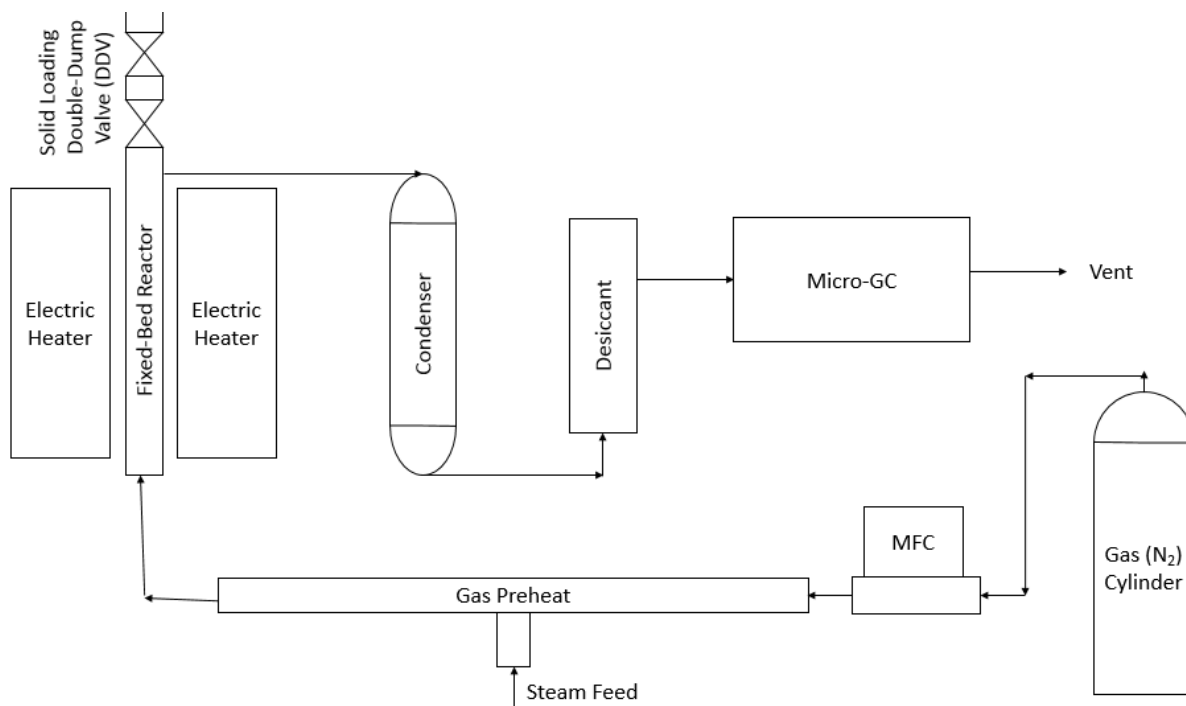 Solid Loading
Double-Dump
Valve (DDV)
Electric
Heater
Fixed-Bed Reactor
Electric
Heater
Condenser
Desiccant
Micro-GC
Vent
MFC
Gas (N₂)
Cylinder
Gas Preheat
Steam Feed